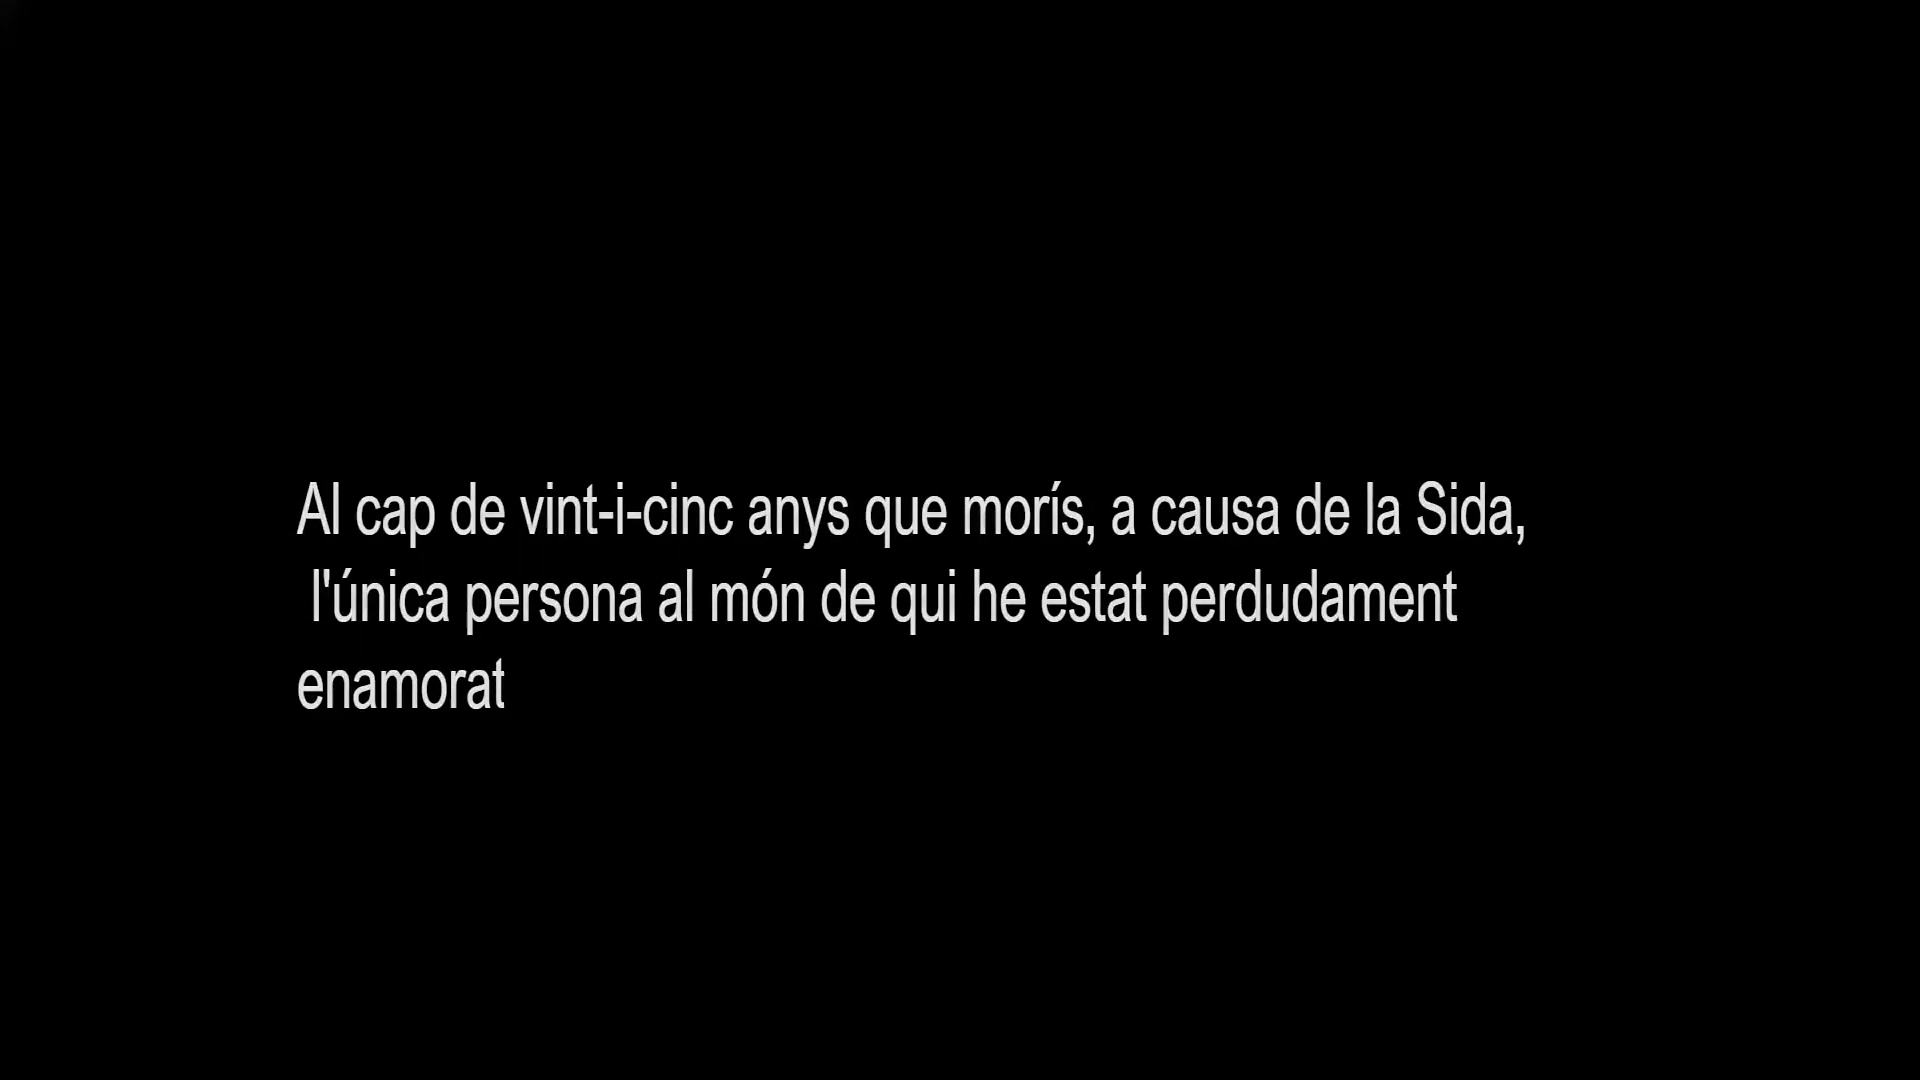 Al cap de vint-i-cinc anys que morís, a causa de la Sida,
l'única persona al món de qui he estat perdudament
enamorat